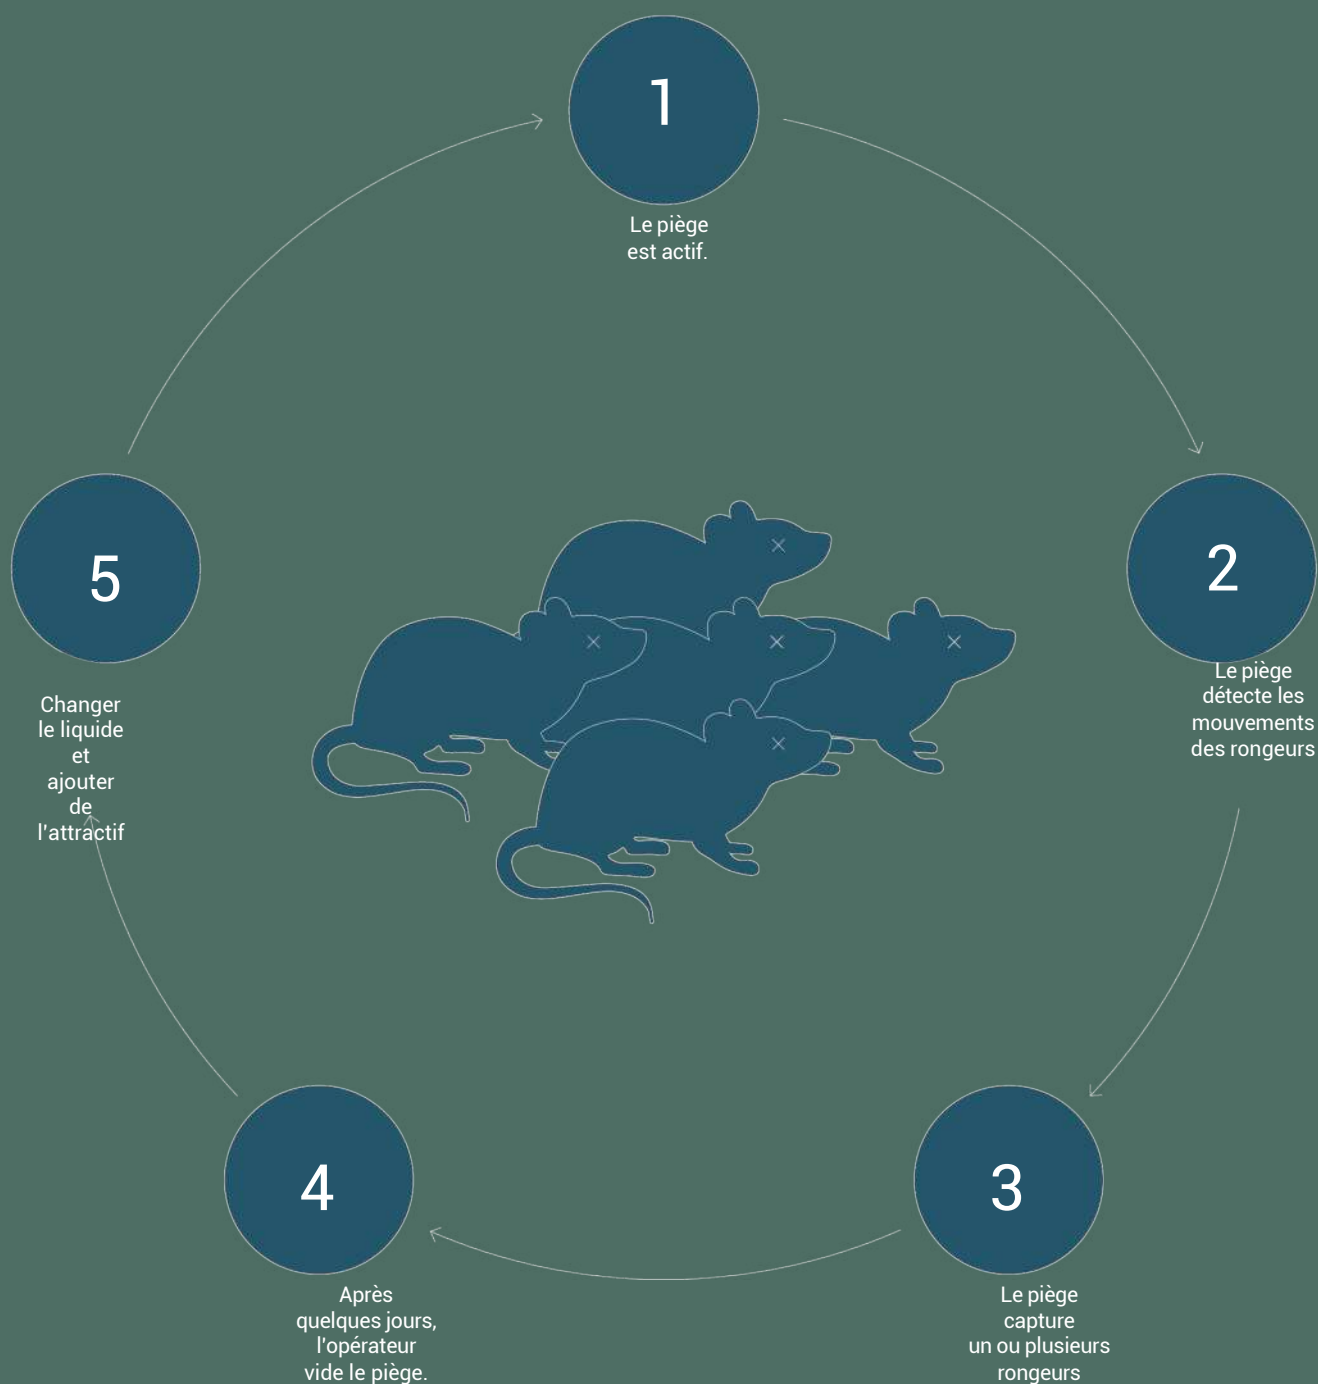 1
Le piège
est actif.
2
Le piège
détecte les
mouvements
des rongeurs
3
Le piège
capture
un ou plusieurs
rongeurs
4
Après
quelques jours,
l'opérateur
vide le piège.
5
Changer
le liquide
et
ajouter
de
l'attractif